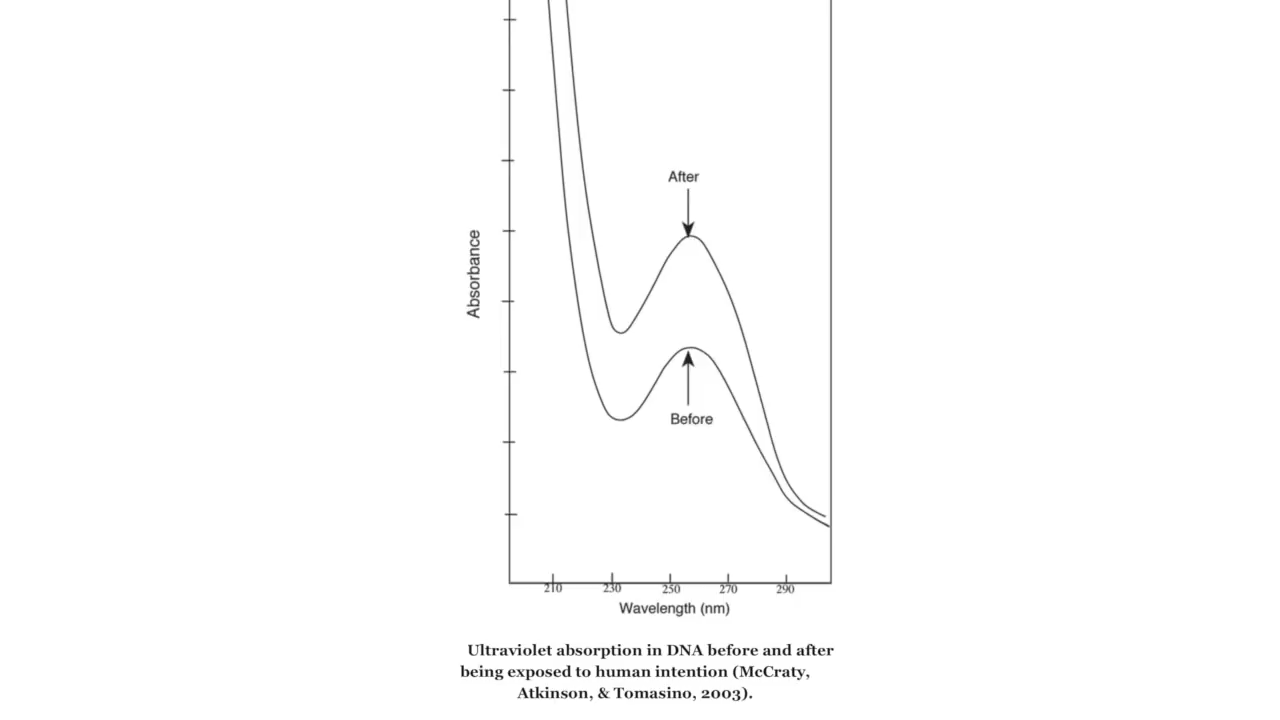 After
Absorbance
Before
210 230 250 270 290
Wavelength (nm)
Ultraviolet absorption in DNA before and after
being exposed to human intention (McCraty,
Atkinson, & Tomasino, 2003).